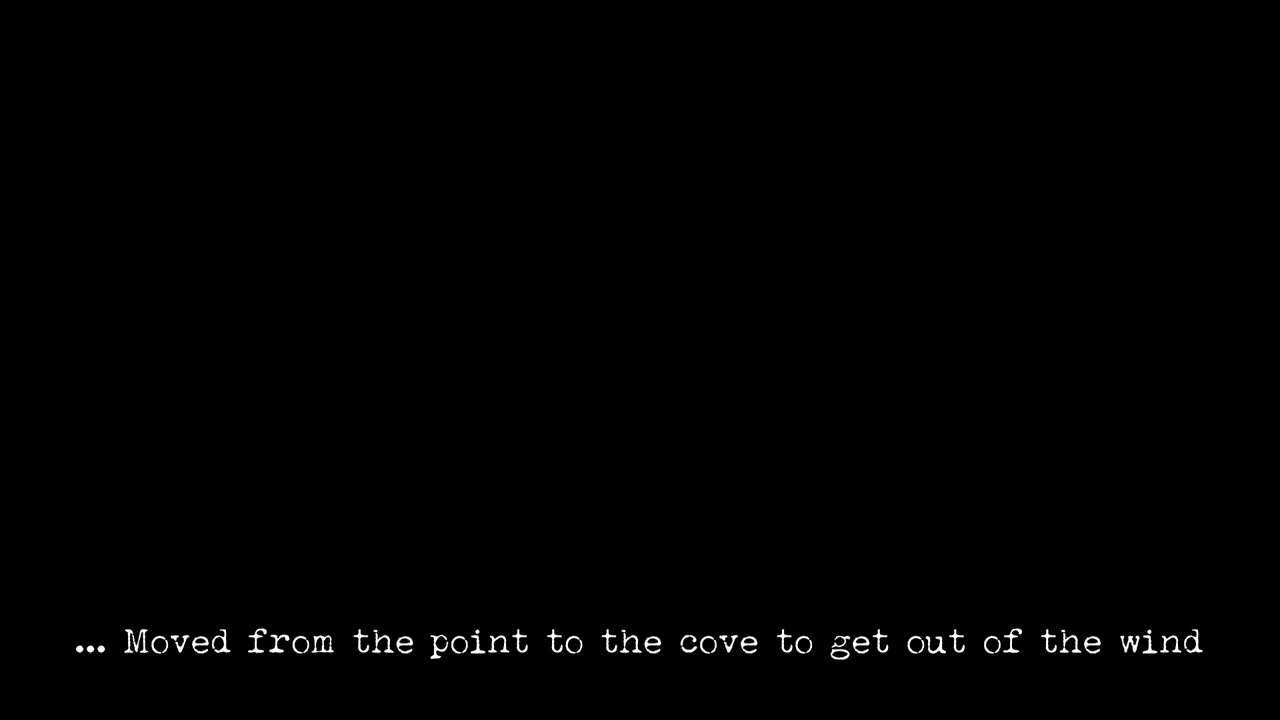 ... Moved from the point to the cove to get out of the wind